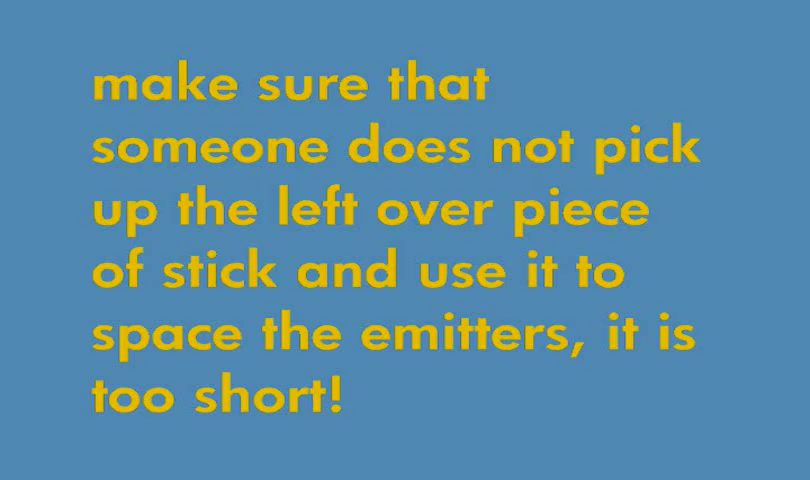 make sure that
someone does not pick
up the left over piece
of stick and use it to
space the emitters, it is
too short!